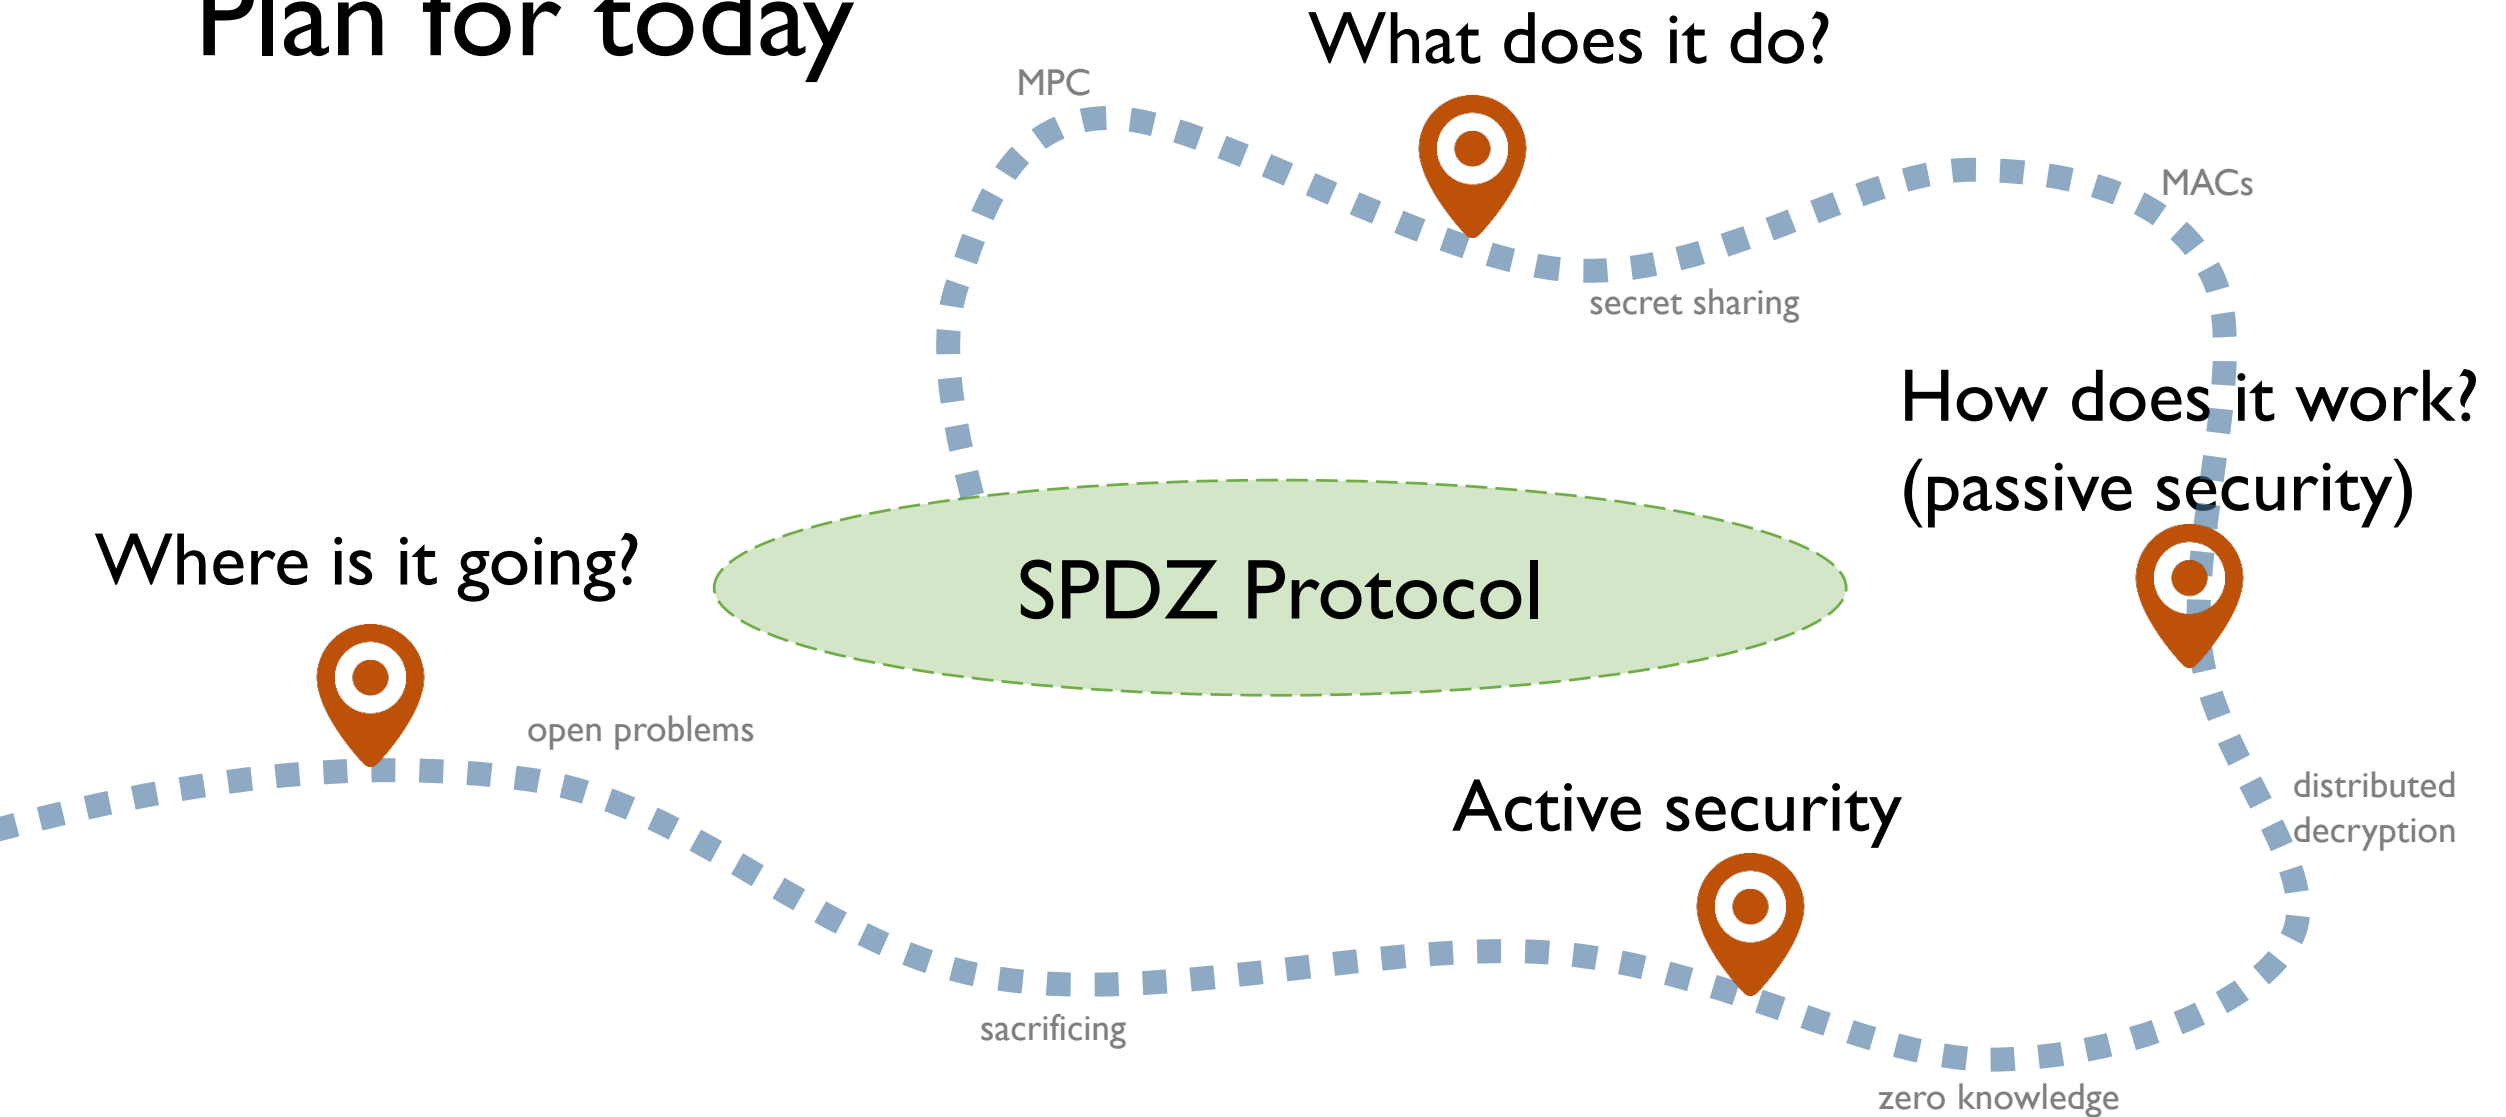 Plan for today
What does it do?
MPC
MACs
secret sharing
How does it work?
(passive security)
SPDZ Protocol
Where is it going?
open problems
distributed
decryption
Active security
sacrificing
zero knowledge